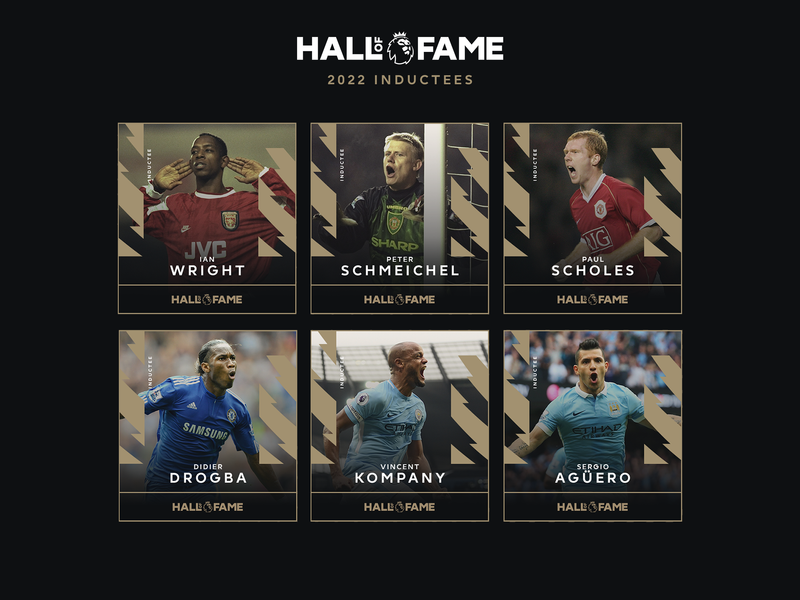 HALL OF FAME
2022 INDUCTEES
INDUCTEE
JVC
IAN
WRIGHT
HALL OF FAME
INDUCTEE
UMBRO
SHARP
PETER
SCHMEICHEL
HALL OF FAME
INDUCTEE
AIG
PAUL
SCHOLES
HALL OF FAME
INDUCTEE
SAMSUNG
DIDIER
DROGBA
HALL OF FAME
INDUCTEE
ETIHAD
VINCENT
KOMPANY
HALL OF FAME
INDUCTEE
ETIHAD
SERGIO
AGÜERO
HALL OF FAME